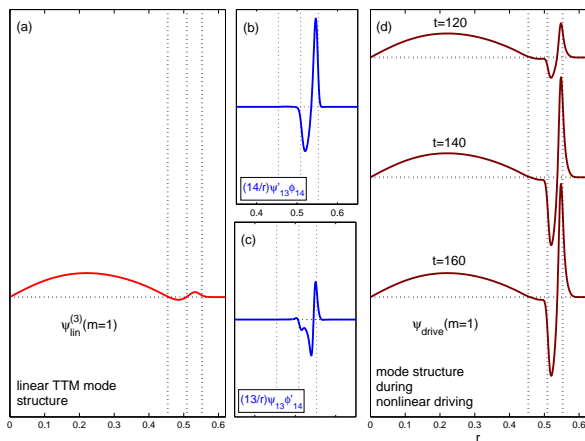 (a)
ψ_lin^(3)(m=1)
linear TTM mode
structure
0 0.1 0.2 0.3 0.4 0.5 0.6
(b)
(14/r)ψ'_13ϕ_14
0.4 0.5 0.6
(c)
(13/r)ψ_13ϕ'_14
(d)
t=120
t=140
t=160
ψ_drive(m=1)
mode structure
during
nonlinear driving
0 0.1 0.2 0.3 0.4 0.5 0.6
r